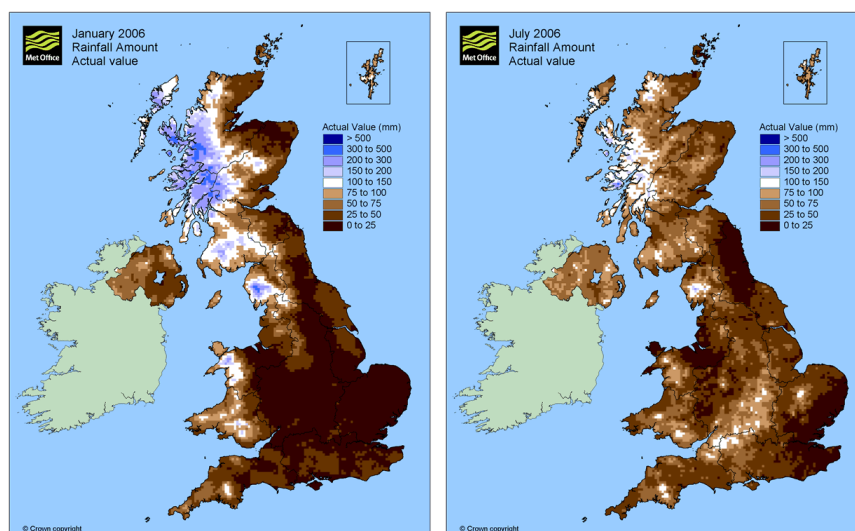 Met Office
January 2006
Rainfall Amount
Actual value
Actual Value (mm)
> 500
300 to 500
200 to 300
150 to 200
100 to 150
75 to 100
50 to 75
25 to 50
0 to 25
© Crown copyright
Met Office
July 2006
Rainfall Amount
Actual value
Actual Value (mm)
> 500
300 to 500
200 to 300
150 to 200
100 to 150
75 to 100
50 to 75
25 to 50
0 to 25
© Crown copyright